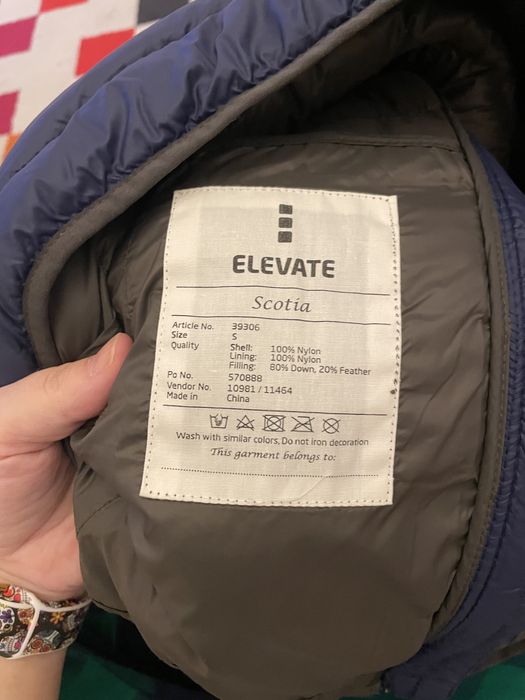 ELEVATE
Scotia
Article No. 39306
Size S
Quality Shell: 100% Nylon
Lining: 100% Nylon
Filling: 80% Down, 20% Feather
Po No. 570888
Vendor No. 10981 / 11464
Made in China
Wash with similar colors, Do not iron decoration
This garment belongs to: